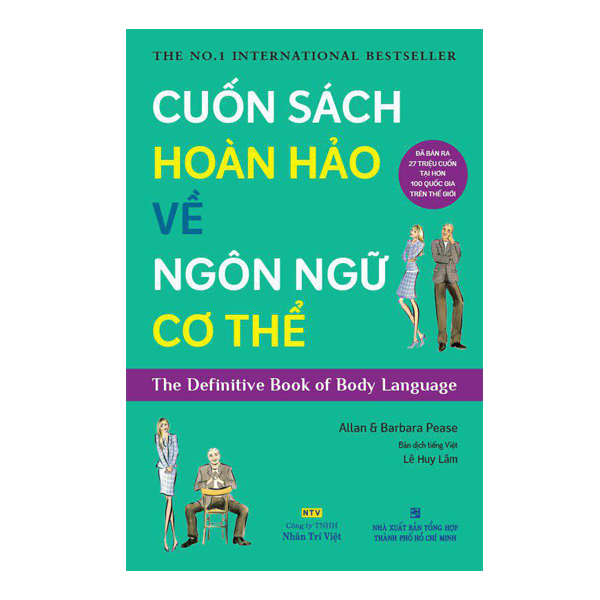 THE NO.1 INTERNATIONAL BESTSELLER
CUỐN SÁCH
HOÀN HẢO
VỀ
NGÔN NGỮ
CƠ THỂ
ĐÃ BÁN RA
27 TRIỆU CUỐN
TẠI HƠN
100 QUỐC GIA
TRÊN THẾ GIỚI
The Definitive Book of Body Language
Allan & Barbara Pease
Bản dịch tiếng Việt
Lê Huy Lâm
NTV
Công ty TNHH
Nhân Trí Việt
NHÀ XUẤT BẢN TỔNG HỢP
THÀNH PHỐ HỒ CHÍ MINH